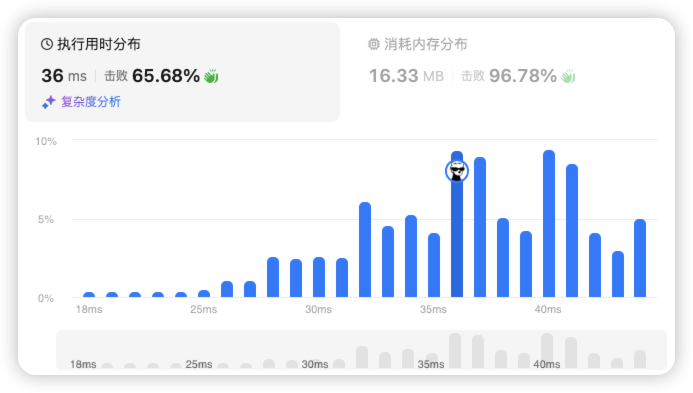 执行用时分布
36 ms 击败 65.68%
复杂度分析
消耗内存分布
16.33 MB 击败 96.78%
10%
5%
0%
18ms 25ms 30ms 35ms 40ms
18ms 25ms 30ms 35ms 40ms